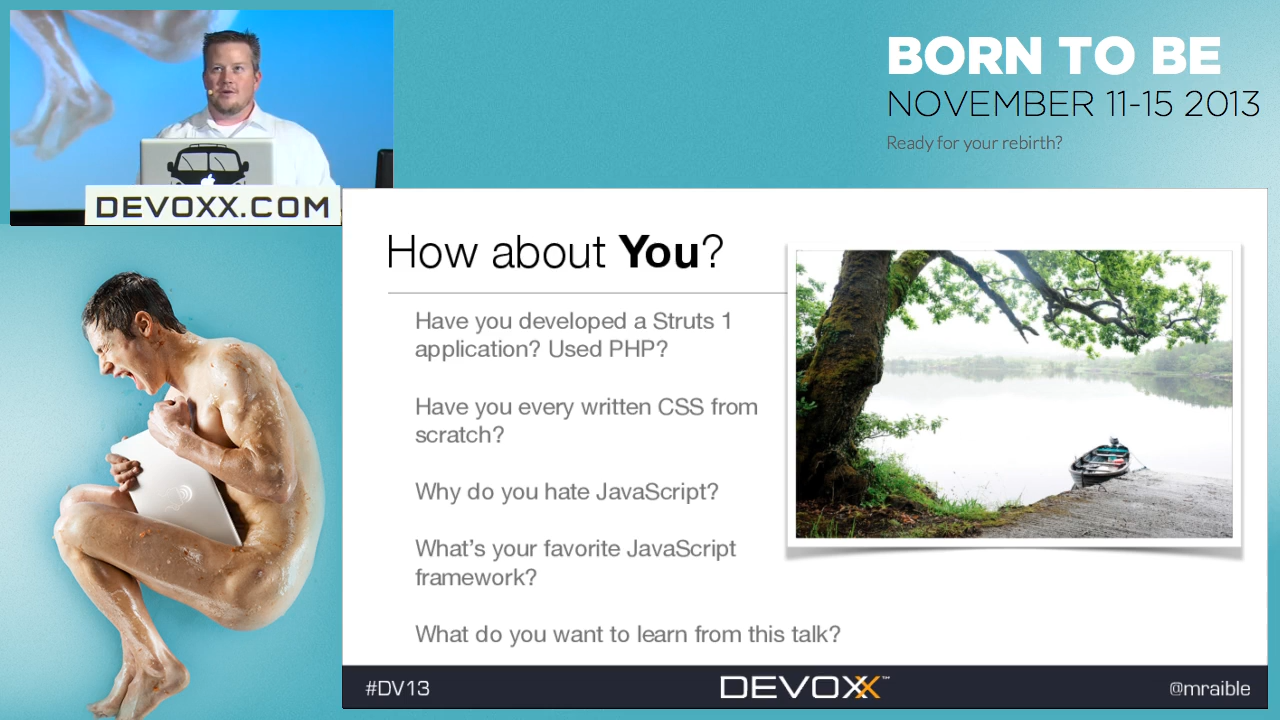 BORN TO BE
NOVEMBER 11-15 2013
Ready for your rebirth?
DEVOXX.COM
How about You?
Have you developed a Struts 1
application? Used PHP?
Have you every written CSS from
scratch?
Why do you hate JavaScript?
What's your favorite JavaScript
framework?
What do you want to learn from this talk?
#DV13
DEVOXX™
@mraible